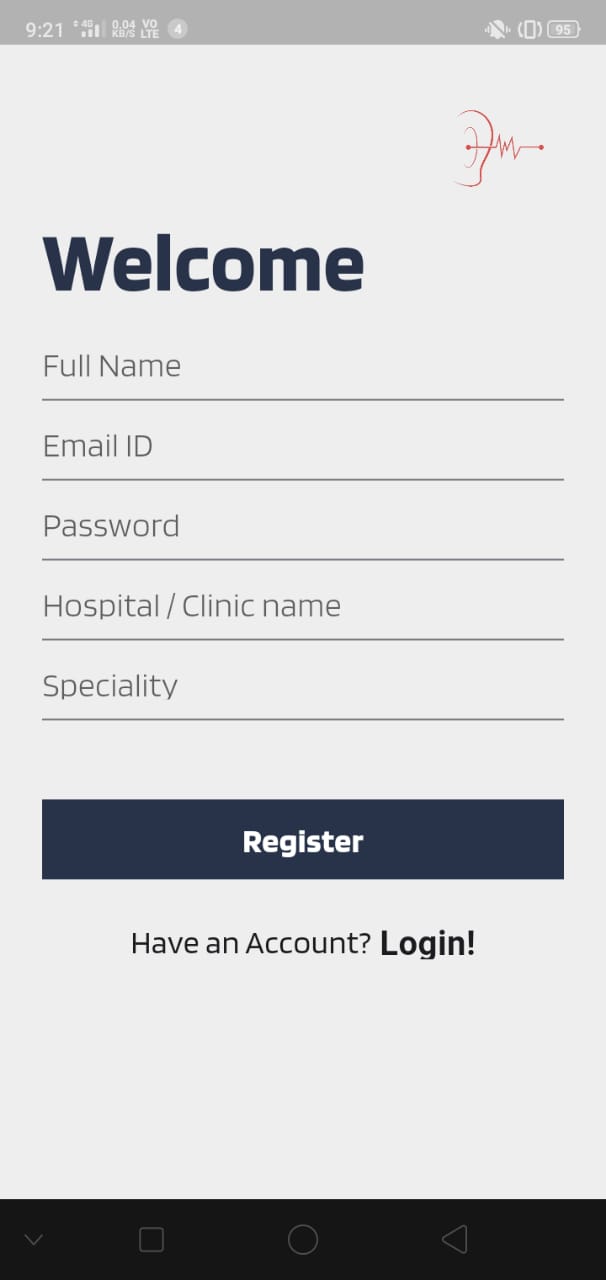 9:21 4G 0.04 KB/S VO LTE 4 95
Welcome
Full Name
Email ID
Password
Hospital / Clinic name
Speciality
Register
Have an Account? Login!